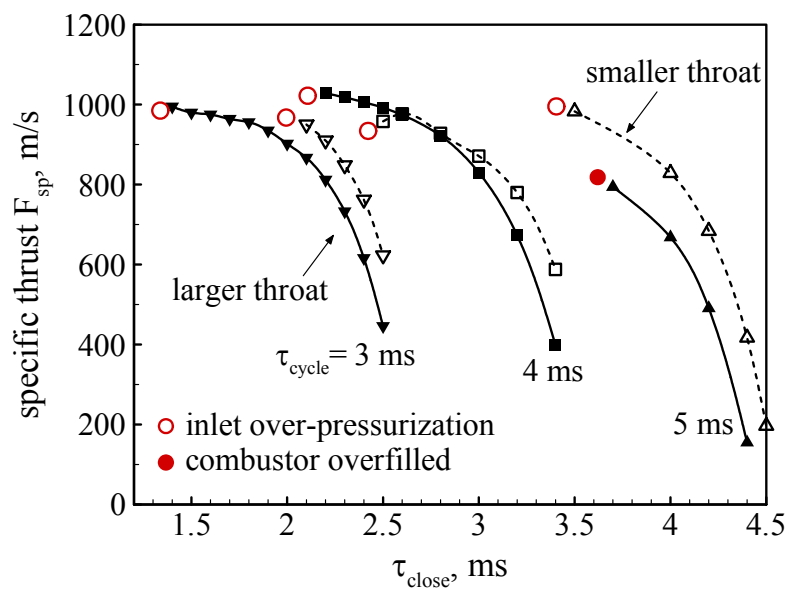 1200
1000
800
600
400
200
0
specific thrust F_sp, m/s
smaller throat
larger throat
τ_cycle= 3 ms
4 ms
5 ms
inlet over-pressurization
combustor overfilled
1.5 2 2.5 3 3.5 4 4.5
τ_close, ms